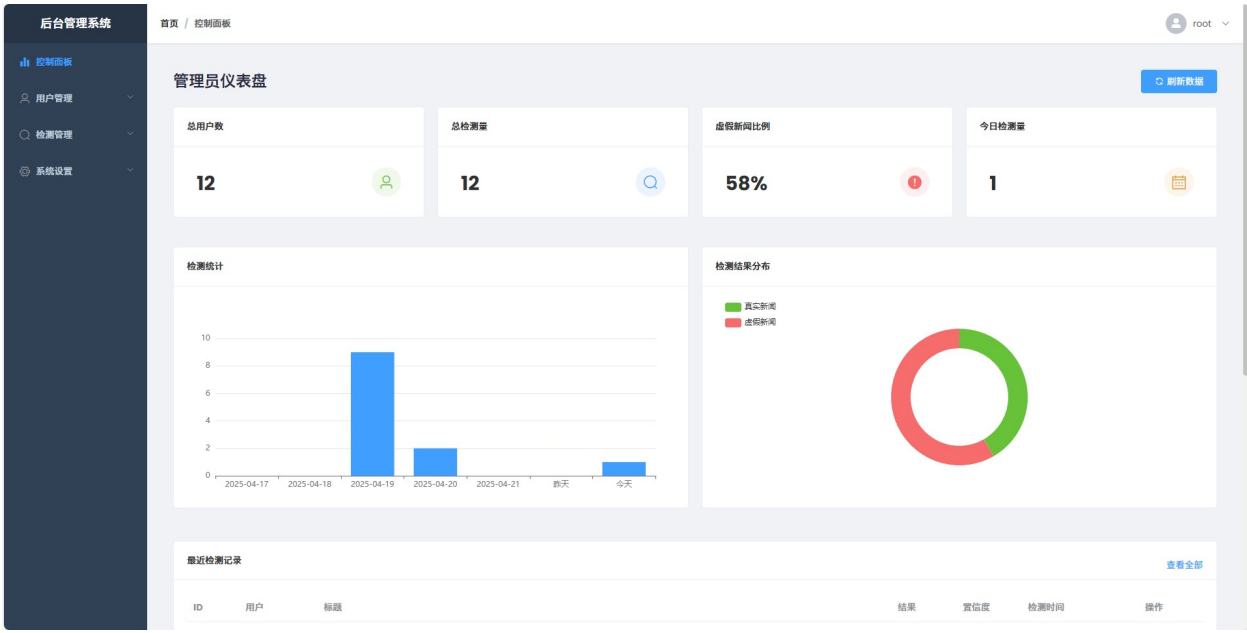 后台管理系统
首页 / 控制面板
root
控制面板
用户管理
检测管理
系统设置
管理员仪表盘
刷新数据
总用户数
总检测量
虚假新闻比例
今日检测量
12
12
58%
1
检测统计
检测结果分布
真实新闻
虚假新闻
10
8
6
4
2
0
2025-04-17 2025-04-18 2025-04-19 2025-04-20 2025-04-21 昨天 今天
最近检测记录
查看全部
ID 用户 标题 结果 置信度 检测时间 操作